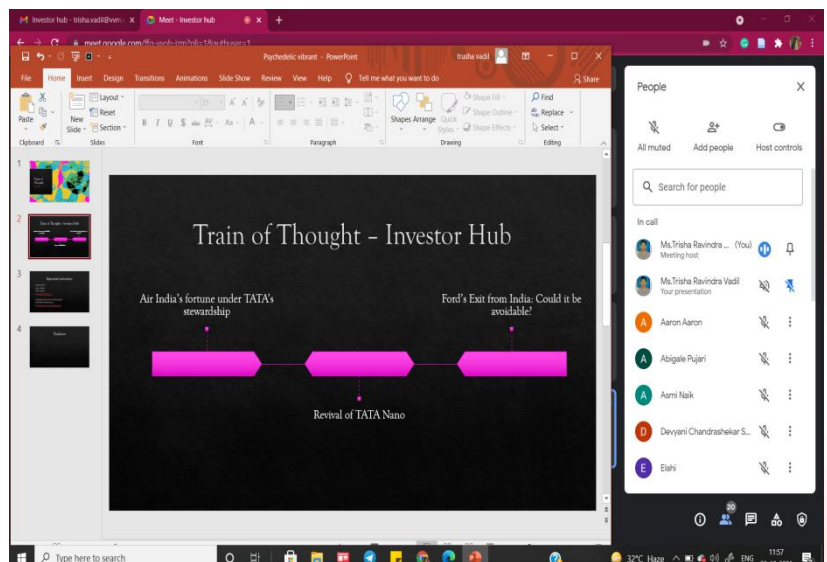 Investor hub - trisha.vadil@vvm
Meet - Investor hub
Psychedelic vibrant - PowerPoint
trusha vadil
File Home Insert Design Transitions Animations Slide Show Review View Help Tell me what you want to do Share
Paste
New Slide
Layout
Reset
Section
Shapes Arrange Quick Styles
Shape Fill
Shape Outline
Shape Effects
Find
Replace
Select
Clipboard Slides Font Paragraph Drawing Editing
1
2
3
4
Train of Thought – Investor Hub
Air India's fortune under TATA's
stewardship
Ford's Exit from India: Could it be
avoidable?
Revival of TATA Nano
People
All muted Add people Host controls
Search for people
In call
Ms.Trisha Ravindra ... (You)
Meeting host
Ms.Trisha Ravindra Vadil
Your presentation
A Aaron Aaron
A Abigale Pujari
A Asmi Naik
D Devyani Chandrashekar S...
E Elahi
20
Type here to search
32°C Haze
ENG
11:57